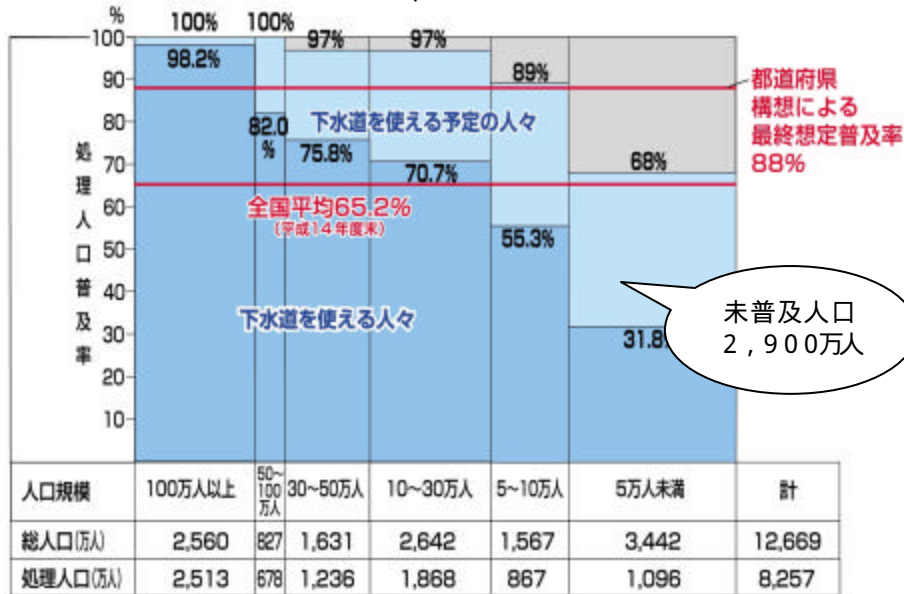 %
100% 100%
100
97% 97%
98.2%
90
89%
都道府県
構想による
最終想定普及率
88%
80
82.0
%
下水道を使える予定の人々
75.8%
70.7%
68%
70
処理人口普及率
全国平均65.2%
(平成14年度末)
60
55.3%
50
40
下水道を使える人々
未普及人口
2,900万人
30
31.8%
20
10
人口規模 100万人以上 50~100万人 30~50万人 10~30万人 5~10万人 5万人未満 計
総人口(万人) 2,560 827 1,631 2,642 1,567 3,442 12,669
処理人口(万人) 2,513 678 1,236 1,868 867 1,096 8,257